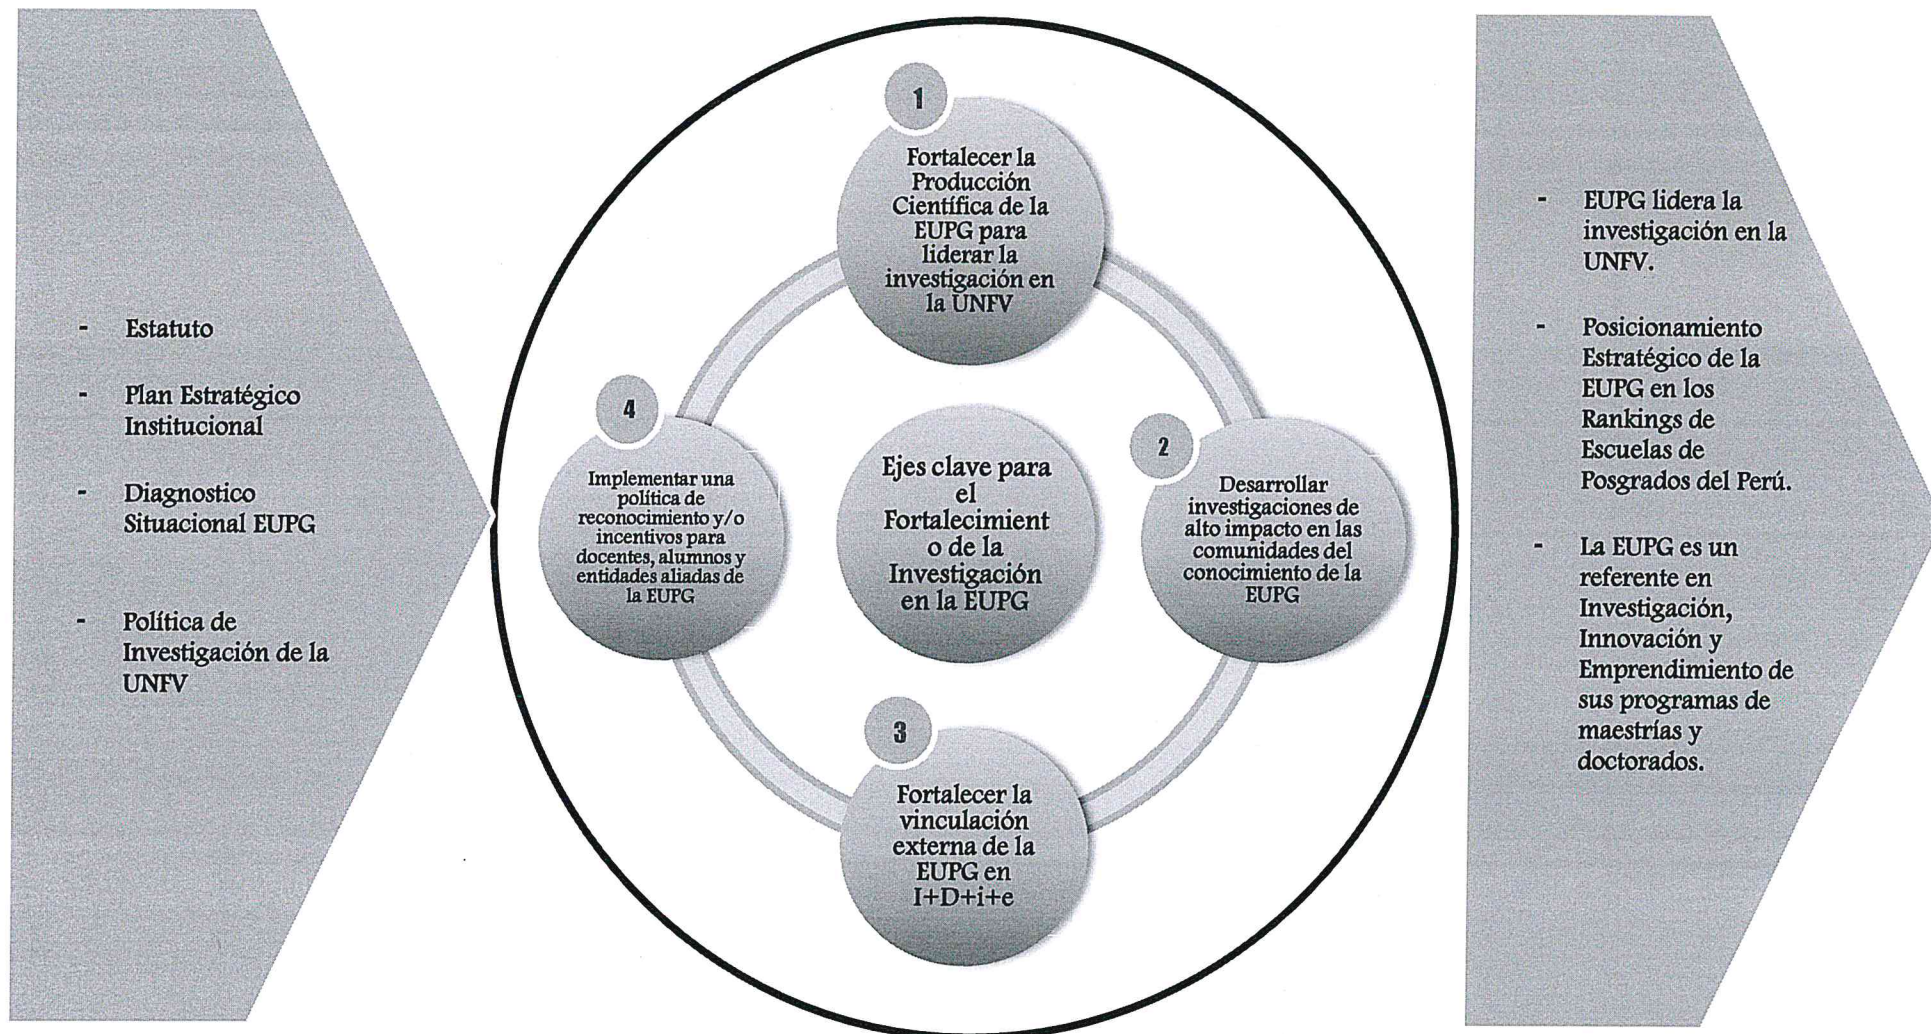 - Estatuto
- Plan Estratégico
Institucional
- Diagnostico
Situacional EUPG
- Política de
Investigación de la
UNFV
1
Fortalecer la
Producción
Científica de la
EUPG para
liderar la
investigación en
la UNFV
4
Implementar una
política de
reconocimiento y/o
incentivos para
docentes, alumnos y
entidades aliadas de
la EUPG
Ejes clave para
el
Fortalecimient
o de la
Investigación
en la EUPG
2
Desarrollar
investigaciones de
alto impacto en las
comunidades del
conocimiento de la
EUPG
3
Fortalecer la
vinculación
externa de la
EUPG en
I+D+i+e
- EUPG lidera la
investigación en la
UNFV.
- Posicionamiento
Estratégico de la
EUPG en los
Rankings de
Escuelas de
Posgrados del Perú.
- La EUPG es un
referente en
Investigación,
Innovación y
Emprendimiento de
sus programas de
maestrías y
doctorados.